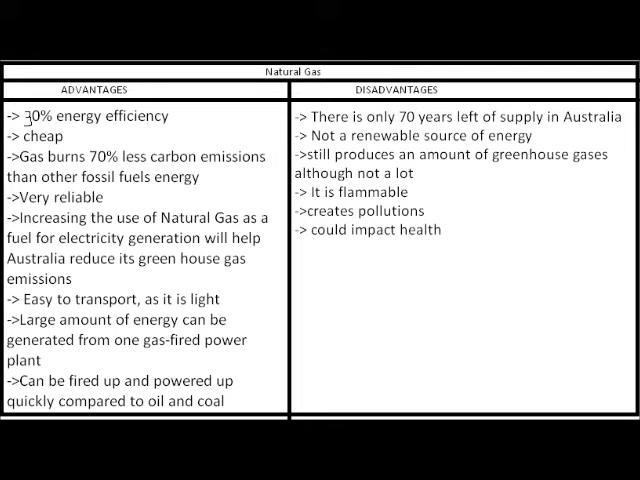 Natural Gas
ADVANTAGES
DISADVANTAGES
-> 30% energy efficiency
-> cheap
->Gas burns 70% less carbon emissions
than other fossil fuels energy
->Very reliable
->Increasing the use of Natural Gas as a
fuel for electricity generation will help
Australia reduce its green house gas
emissions
-> Easy to transport, as it is light
->Large amount of energy can be
generated from one gas-fired power
plant
->Can be fired up and powered up
quickly compared to oil and coal
-> There is only 70 years left of supply in Australia
-> Not a renewable source of energy
->still produces an amount of greenhouse gases
although not a lot
-> It is flammable
->creates pollutions
-> could impact health